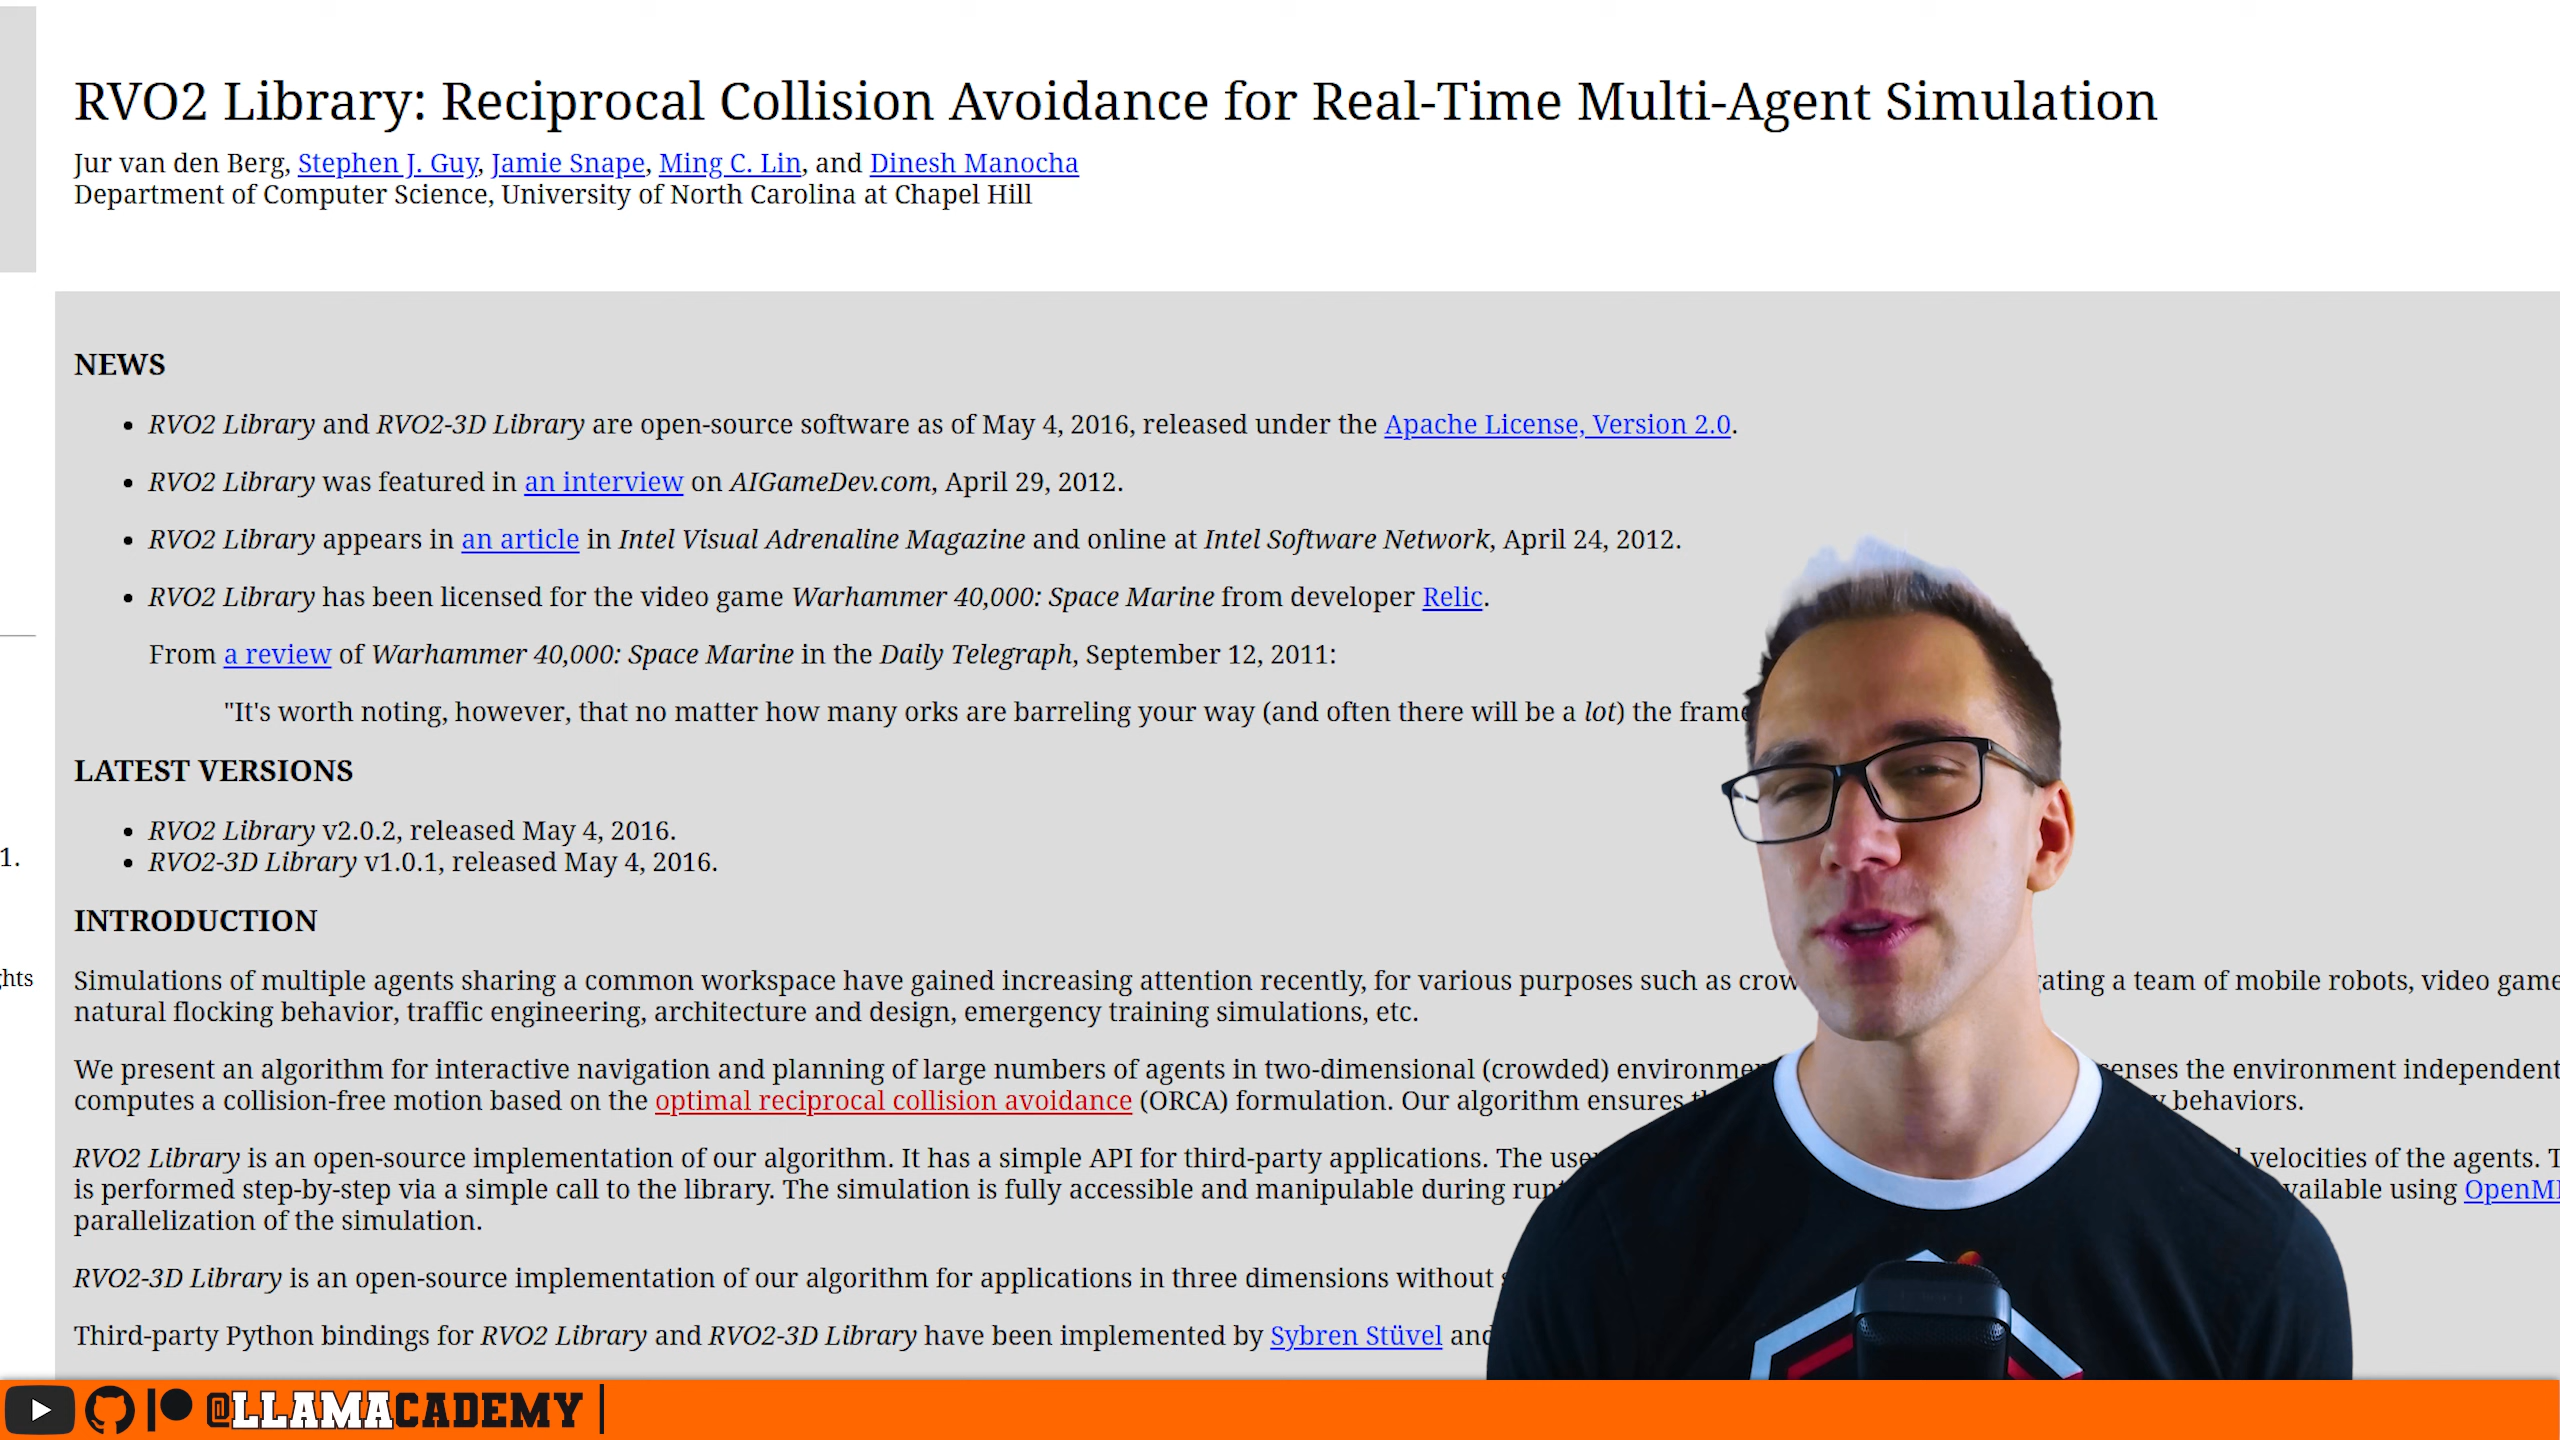 RVO2 Library: Reciprocal Collision Avoidance for Real-Time Multi-Agent Simulation
Jur van den Berg, Stephen J. Guy, Jamie Snape, Ming C. Lin, and Dinesh Manocha
Department of Computer Science, University of North Carolina at Chapel Hill
NEWS
• RVO2 Library and RVO2-3D Library are open-source software as of May 4, 2016, released under the Apache License, Version 2.0.
• RVO2 Library was featured in an interview on AIGameDev.com, April 29, 2012.
• RVO2 Library appears in an article in Intel Visual Adrenaline Magazine and online at Intel Software Network, April 24, 2012.
• RVO2 Library has been licensed for the video game Warhammer 40,000: Space Marine from developer Relic.
From a review of Warhammer 40,000: Space Marine in the Daily Telegraph, September 12, 2011:
"It's worth noting, however, that no matter how many orks are barreling your way (and often there will be a lot) the frame
LATEST VERSIONS
• RVO2 Library v2.0.2, released May 4, 2016.
• RVO2-3D Library v1.0.1, released May 4, 2016.
1.
INTRODUCTION
ghts
Simulations of multiple agents sharing a common workspace have gained increasing attention recently, for various purposes such as crow gating a team of mobile robots, video game
natural flocking behavior, traffic engineering, architecture and design, emergency training simulations, etc.
We present an algorithm for interactive navigation and planning of large numbers of agents in two-dimensional (crowded) environmen senses the environment independent
computes a collision-free motion based on the optimal reciprocal collision avoidance (ORCA) formulation. Our algorithm ensures behaviors.
RVO2 Library is an open-source implementation of our algorithm. It has a simple API for third-party applications. The user velocities of the agents.
is performed step-by-step via a simple call to the library. The simulation is fully accessible and manipulable during runt vailable using OpenM
parallelization of the simulation.
RVO2-3D Library is an open-source implementation of our algorithm for applications in three dimensions without
Third-party Python bindings for RVO2 Library and RVO2-3D Library have been implemented by Sybren Stüvel and
@LLAMACADEMY